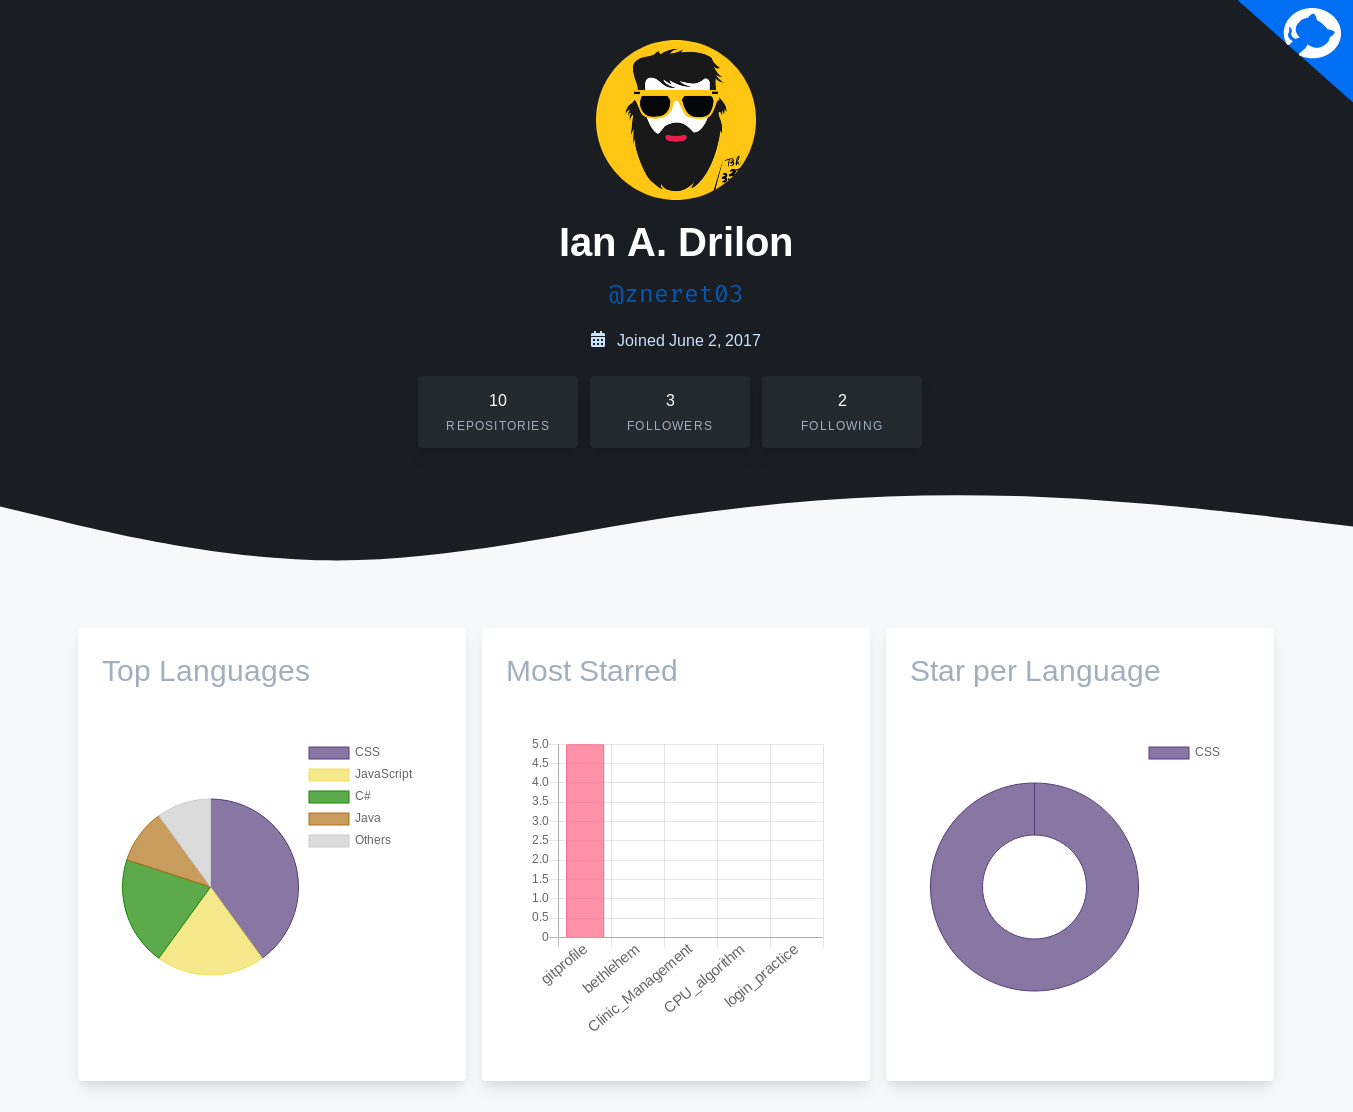 Ian A. Drilon
@zneret03
Joined June 2, 2017
10
REPOSITORIES
3
FOLLOWERS
2
FOLLOWING
Top Languages
CSS
JavaScript
C#
Java
Others
Most Starred
5.0
4.5
4.0
3.5
3.0
2.5
2.0
1.5
1.0
0.5
0
gitprofile
bethlehem
Clinic_Management
CPU_algorithm
login_practice
Star per Language
CSS